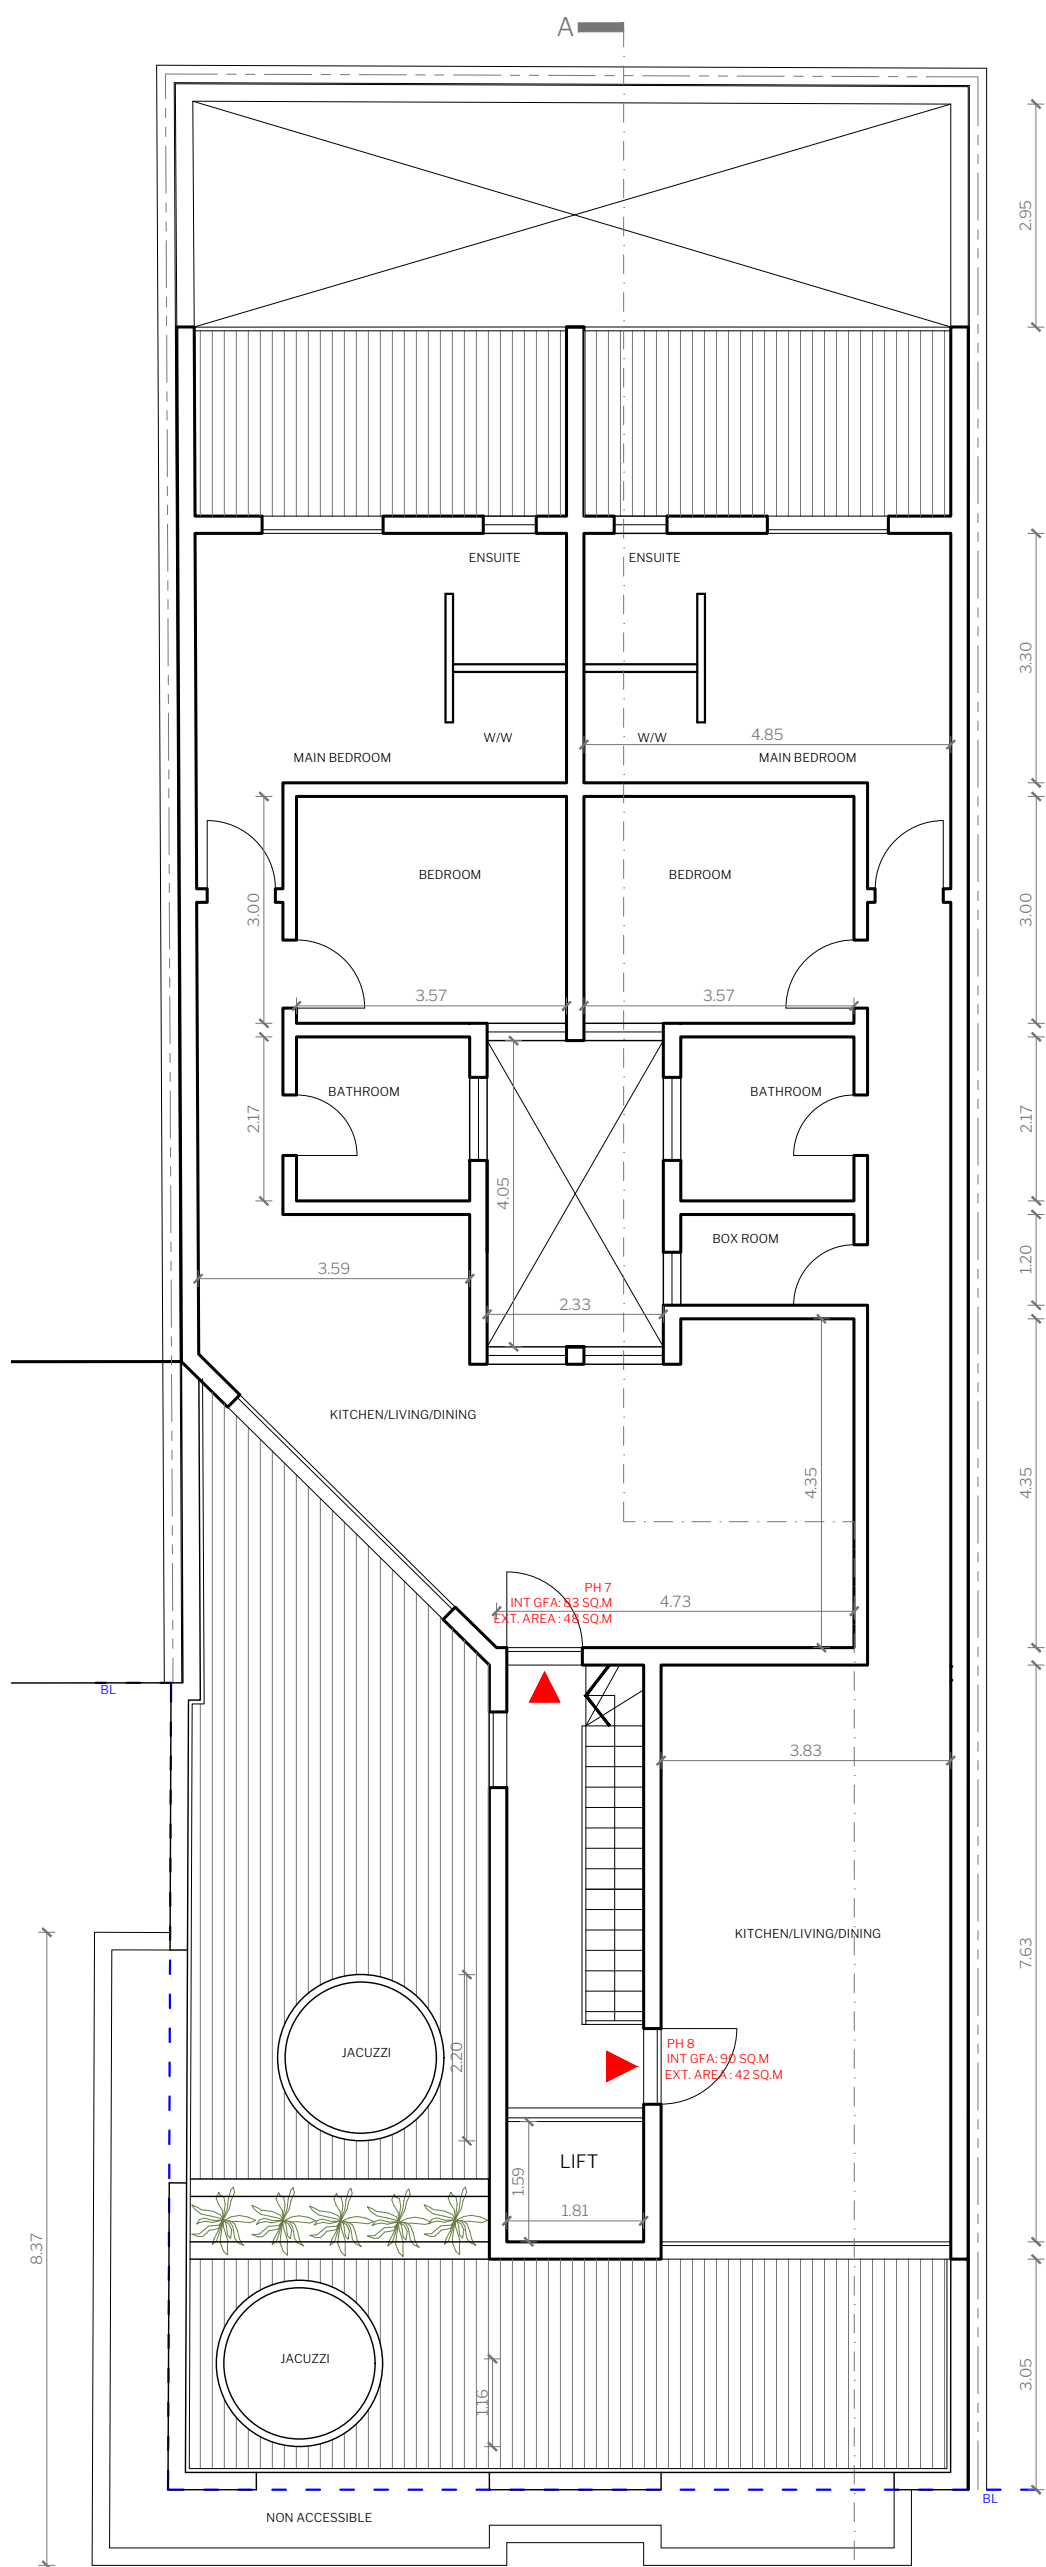 A
2.95
ENSUITE
ENSUITE
3.30
W/W
W/W
4.85
MAIN BEDROOM
MAIN BEDROOM
BEDROOM
BEDROOM
3.00
3.00
3.57
3.57
BATHROOM
BATHROOM
2.17
2.17
4.05
BOX ROOM
1.20
3.59
2.33
KITCHEN/LIVING/DINING
4.35
4.35
PH 7
INT GFA: 83 SQ.M
EXT. AREA : 48 SQ.M
4.73
BL
3.83
KITCHEN/LIVING/DINING
7.63
JACUZZI
2.20
PH 8
INT GFA: 90 SQ.M
EXT. AREA : 42 SQ.M
LIFT
1.59
1.81
8.37
JACUZZI
1.16
3.05
BL
NON ACCESSIBLE